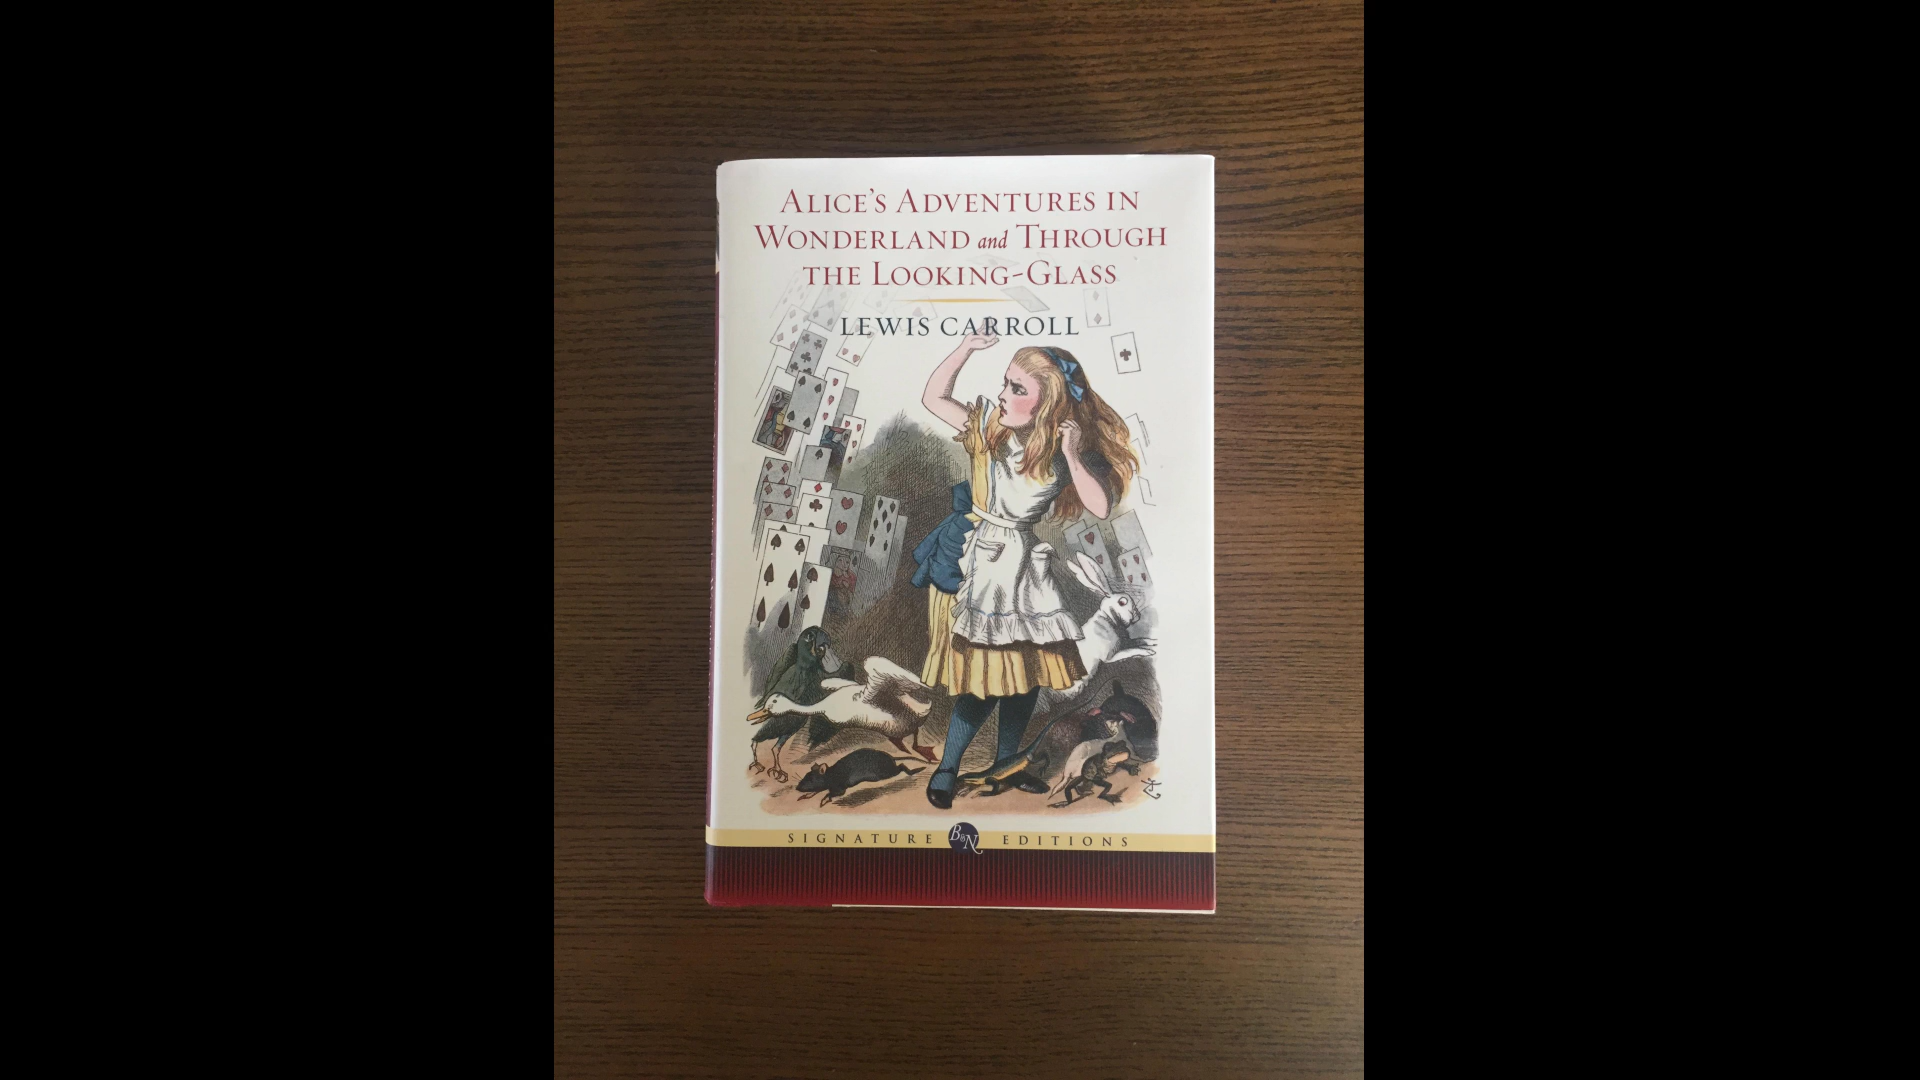 ALICE'S ADVENTURES IN
WONDERLAND and THROUGH
THE LOOKING-GLASS
LEWIS CARROLL
SIGNATURE B&N EDITIONS